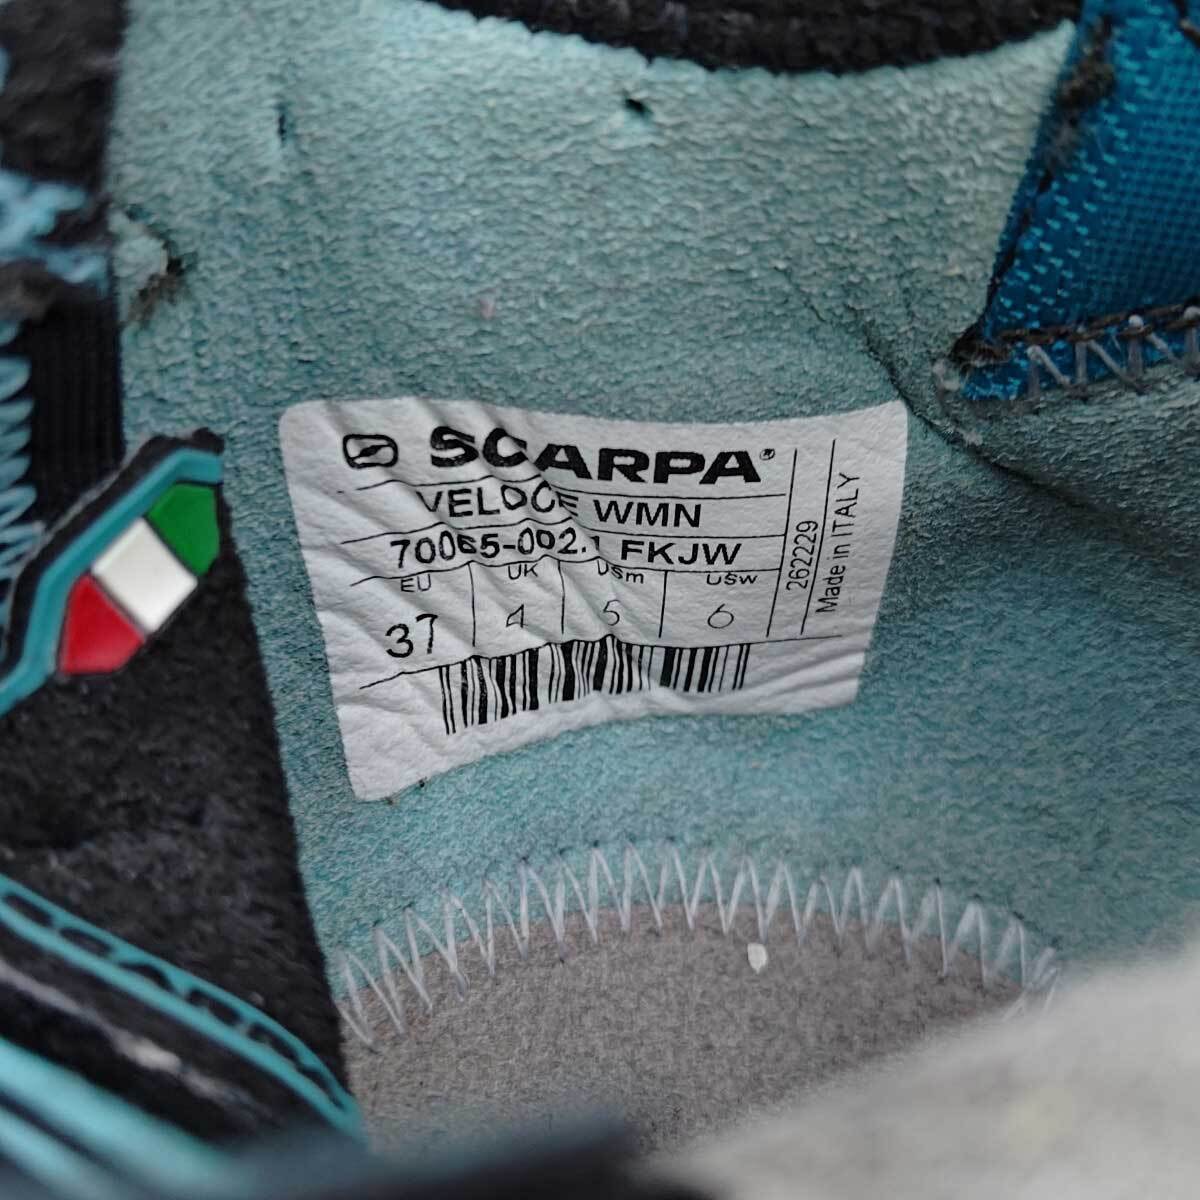 SCARPA®
VELOCE WMN
70065-002.1 FKJW
EU UK USm USw
37 4 5 6
262229
Made in ITALY